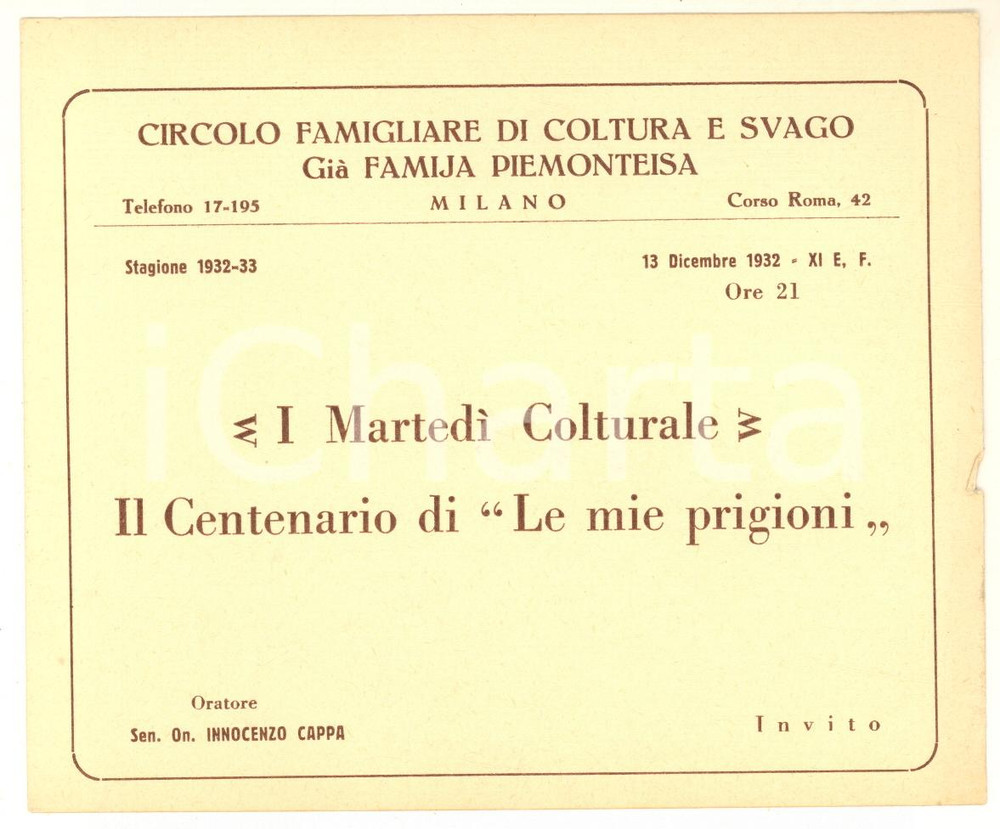 CIRCOLO FAMIGLIARE DI COLTURA E SVAGO
Già FAMIJA PIEMONTEISA
Telefono 17-195 MILANO Corso Roma, 42
Stagione 1932-33 13 Dicembre 1932 - XI E, F.
Ore 21
I Martedì Colturale
Il Centenario di “Le mie prigioni„
Oratore
Sen. On. INNOCENZO CAPPA
Invito
iCharta